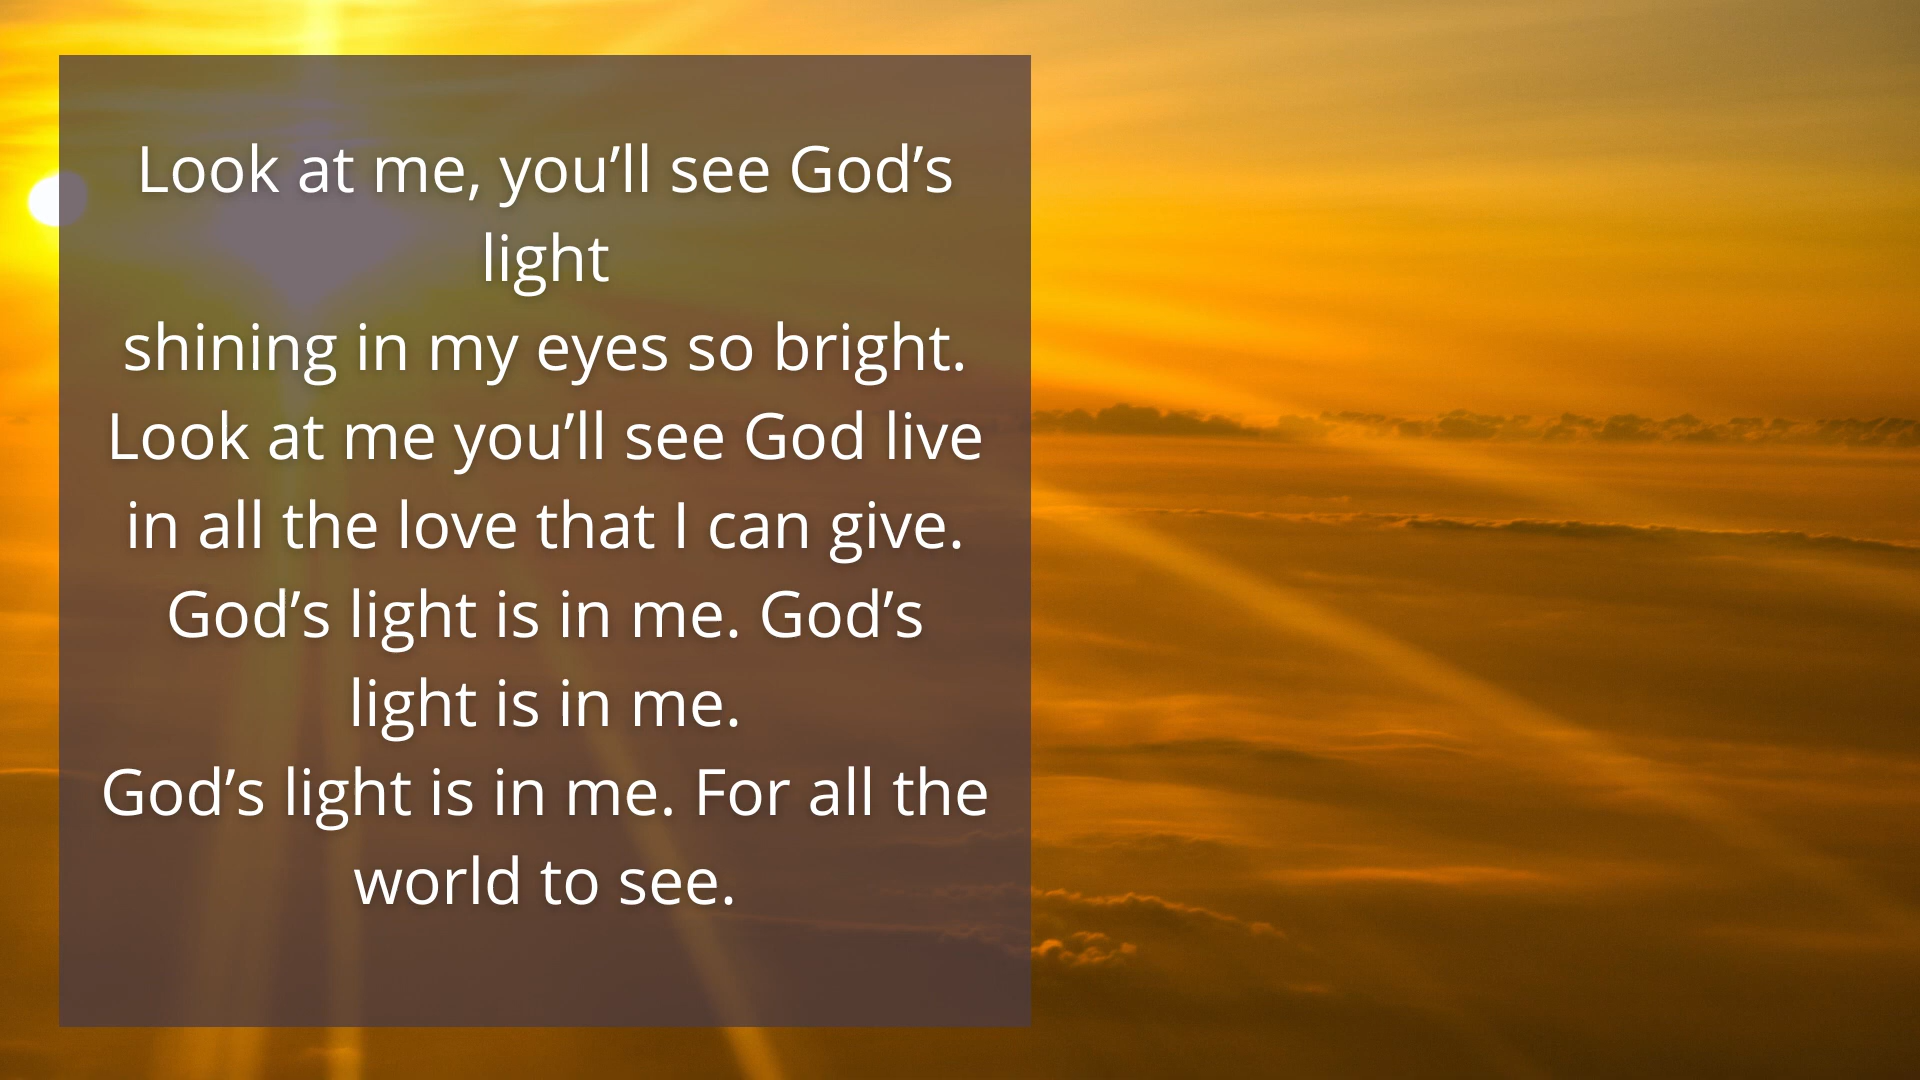 Look at me, you’ll see God’s
light
shining in my eyes so bright.
Look at me you’ll see God live
in all the love that I can give.
God’s light is in me. God’s
light is in me.
God’s light is in me. For all the
world to see.